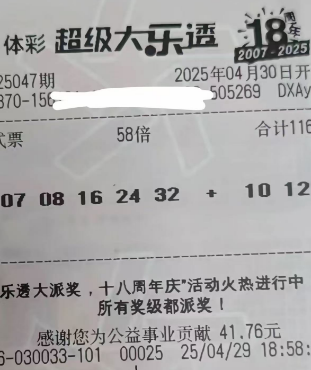 体彩 超级大乐透 18周年
2007-2025
25047期 2025年04月30日开
370-156 505269 DXAy
式票 58倍 合计116
07 08 16 24 32 + 10 12
乐透大派奖，十八周年庆"活动火热进行中
所有奖级都派奖！
感谢您为公益事业贡献 41.76元
6-030033-101 00025 25/04/29 18:58: